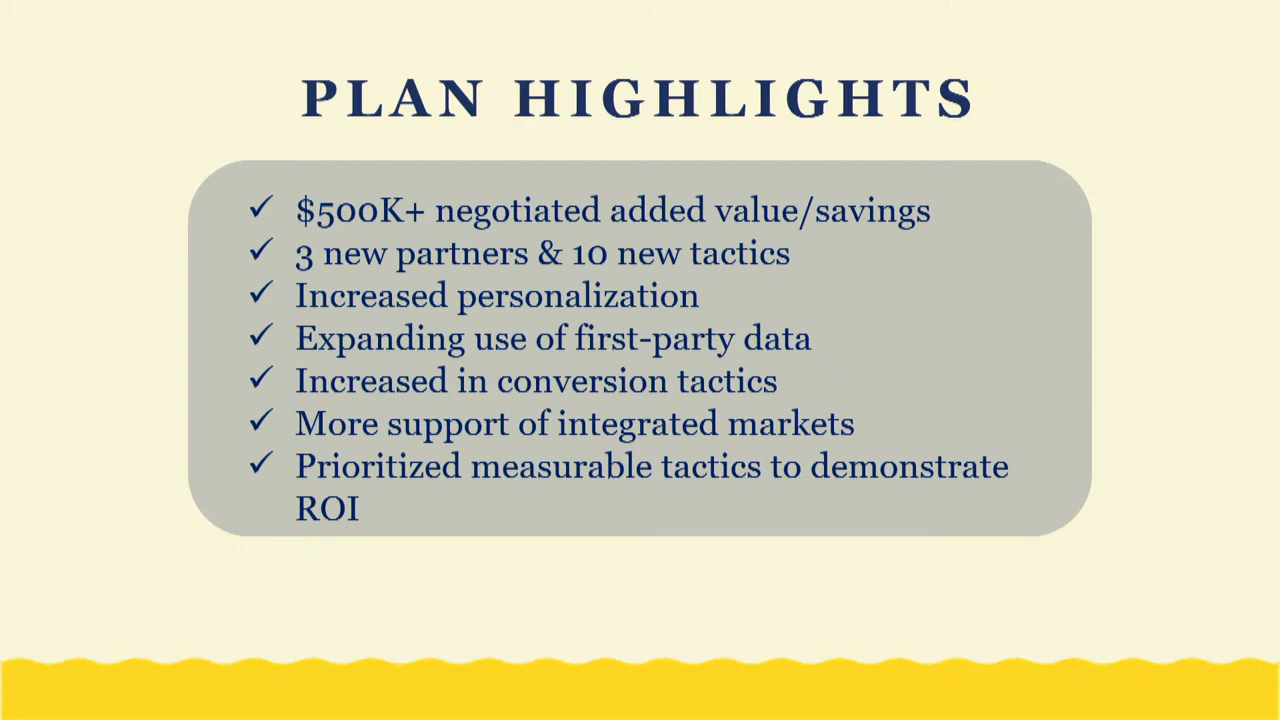 PLAN HIGHLIGHTS
✓ $500K+ negotiated added value/savings
✓ 3 new partners & 10 new tactics
✓ Increased personalization
✓ Expanding use of first-party data
✓ Increased in conversion tactics
✓ More support of integrated markets
✓ Prioritized measurable tactics to demonstrate
ROI